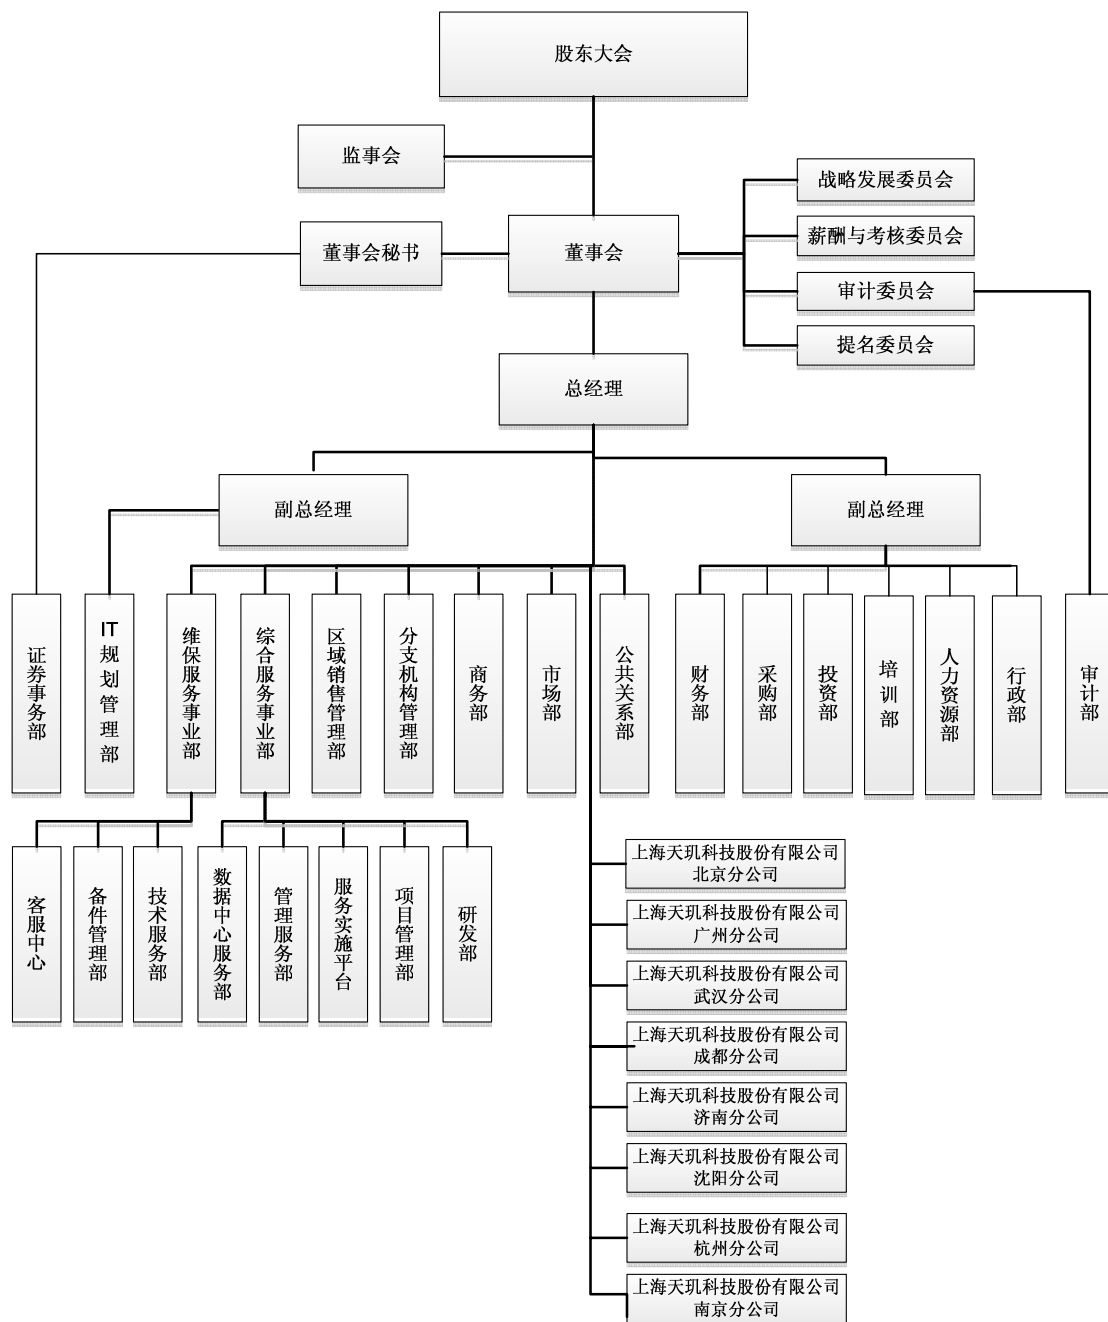 股东大会
监事会
战略发展委员会
薪酬与考核委员会
董事会秘书
董事会
审计委员会
提名委员会
总经理
副总经理
副总经理
证券事务部
IT规划管理部
维保服务事业部
综合服务事业部
区域销售管理部
分支机构管理部
商务部
市场部
公共关系部
财务部
采购部
投资部
培训部
人力资源部
行政部
审计部
客服中心
备件管理部
技术服务部
数据中心服务部
管理服务部
服务实施平台
项目管理部
研发部
上海天玑科技股份有限公司
北京分公司
上海天玑科技股份有限公司
广州分公司
上海天玑科技股份有限公司
武汉分公司
上海天玑科技股份有限公司
成都分公司
上海天玑科技股份有限公司
济南分公司
上海天玑科技股份有限公司
沈阳分公司
上海天玑科技股份有限公司
杭州分公司
上海天玑科技股份有限公司
南京分公司